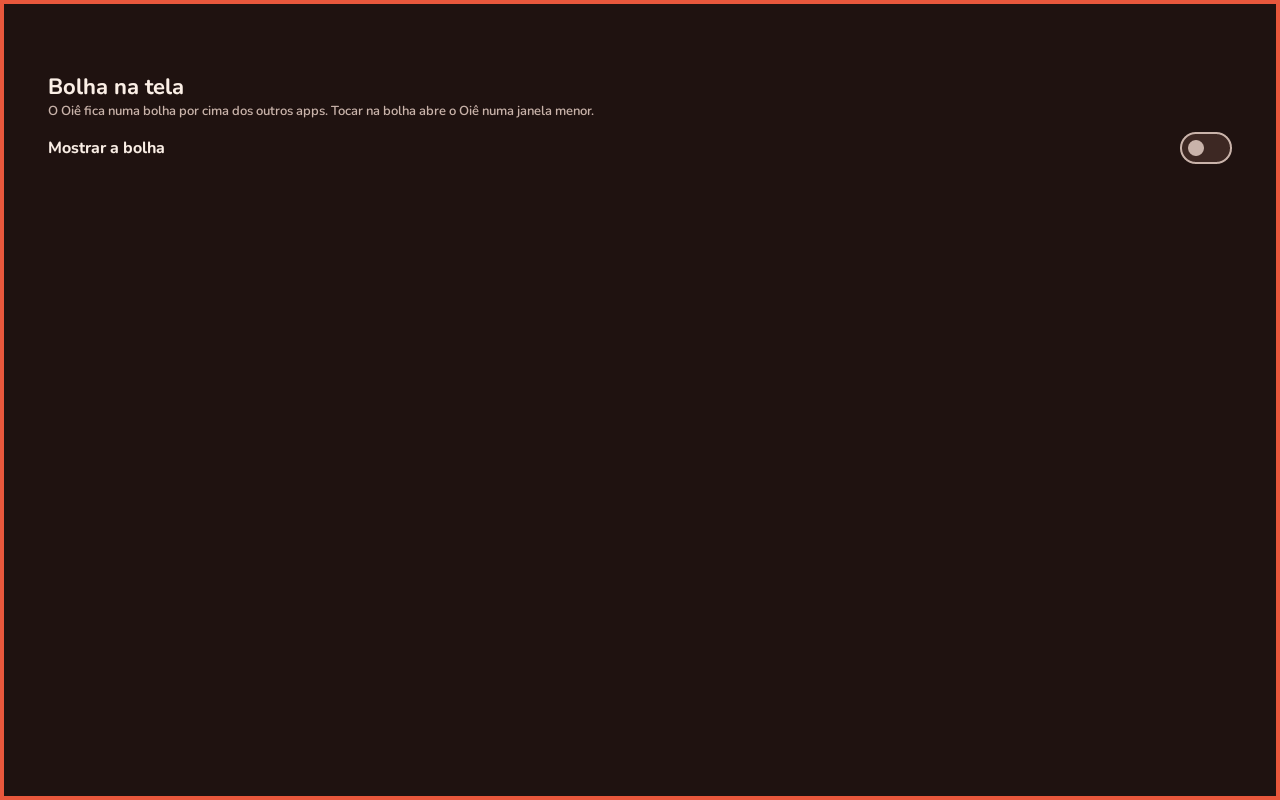 Bolha na tela
O Oiê fica numa bolha por cima dos outros apps. Tocar na bolha abre o Oiê numa janela menor.
Mostrar a bolha